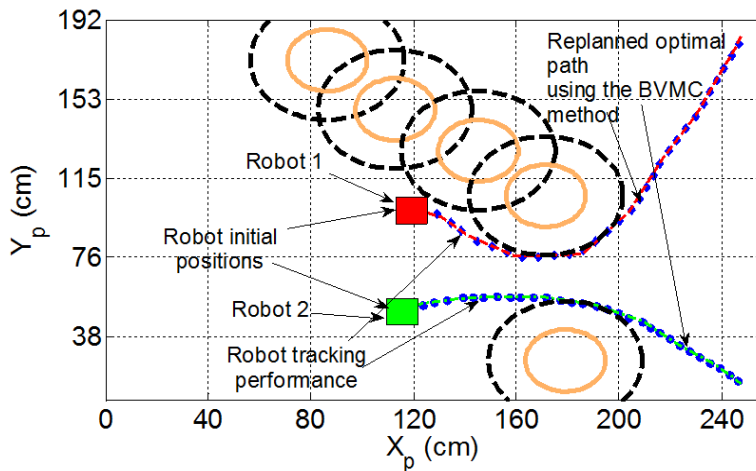 192
153
115
76
38
Y_p (cm)
0
40
80
120
160
200
240
X_p (cm)
Robot 1
Robot initial
positions
Robot 2
Robot tracking
performance
Replanned optimal
path
using the BVMC
method